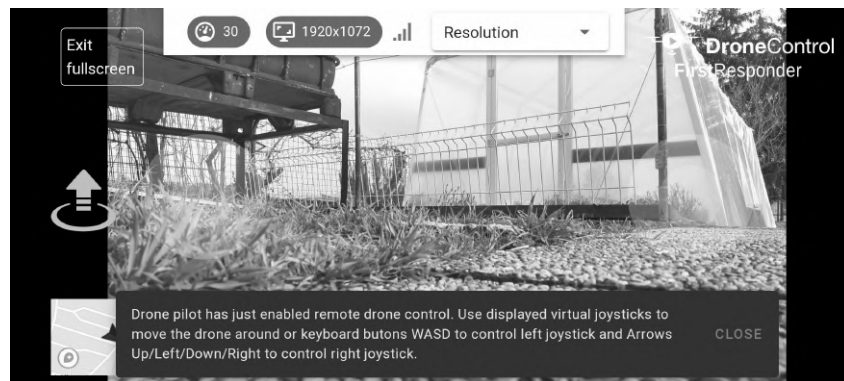 Exit
fullscreen
30
1920x1072
Resolution
DroneControl
FirstResponder
Drone pilot has just enabled remote drone control. Use displayed virtual joysticks to
move the drone around or keyboard butons WASD to control left joystick and Arrows
Up/Left/Down/Right to control right joystick.
CLOSE